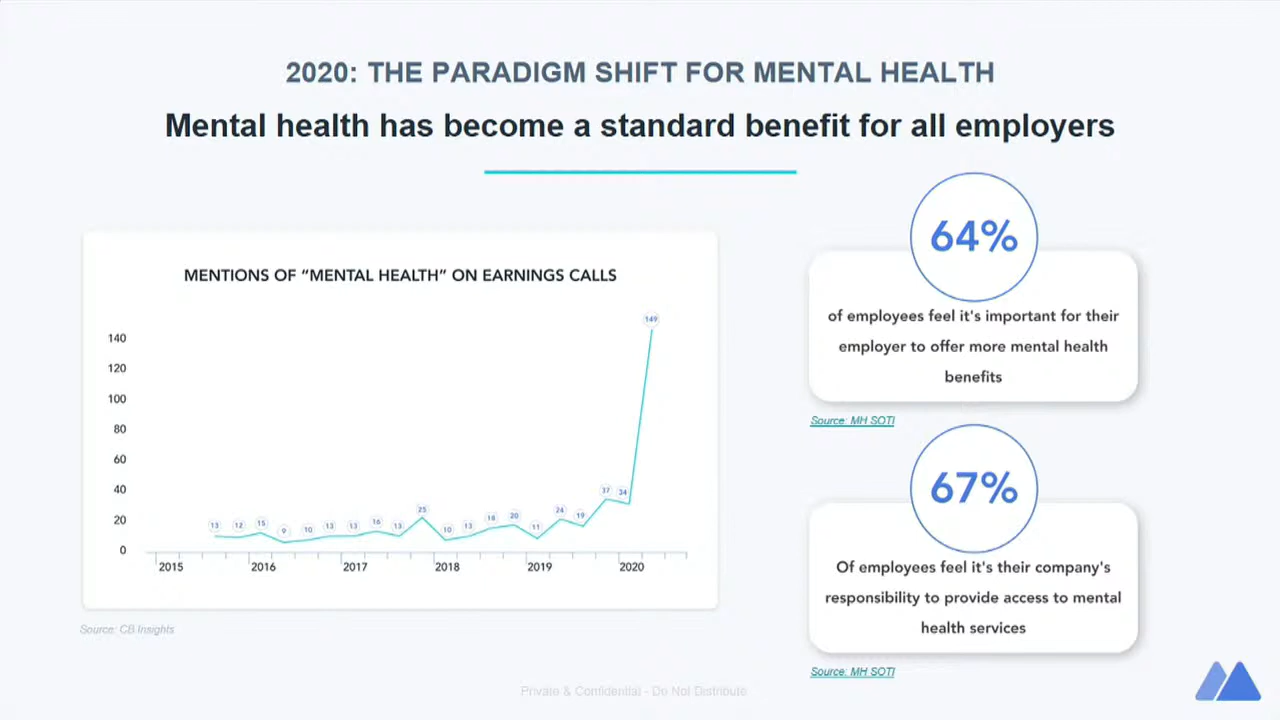 2020: THE PARADIGM SHIFT FOR MENTAL HEALTH
Mental health has become a standard benefit for all employers
MENTIONS OF “MENTAL HEALTH” ON EARNINGS CALLS
140
120
100
80
60
40
20
0
13 12 15 9 10 13 13 16 13 25 10 13 18 20 11 24 19 37 34 149
2015 2016 2017 2018 2019 2020
Source: CB Insights
64%
of employees feel it's important for their
employer to offer more mental health
benefits
Source: MH SOTI
67%
Of employees feel it's their company's
responsibility to provide access to mental
health services
Source: MH SOTI
Private & Confidential - Do Not Distribute